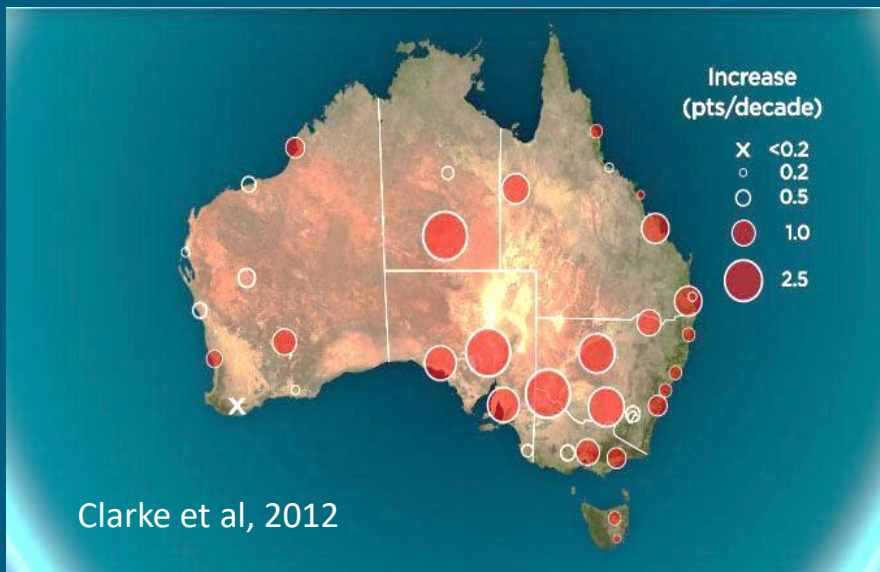 Increase
(pts/decade)
x <0.2
0.2
0.5
1.0
2.5
Clarke et al, 2012